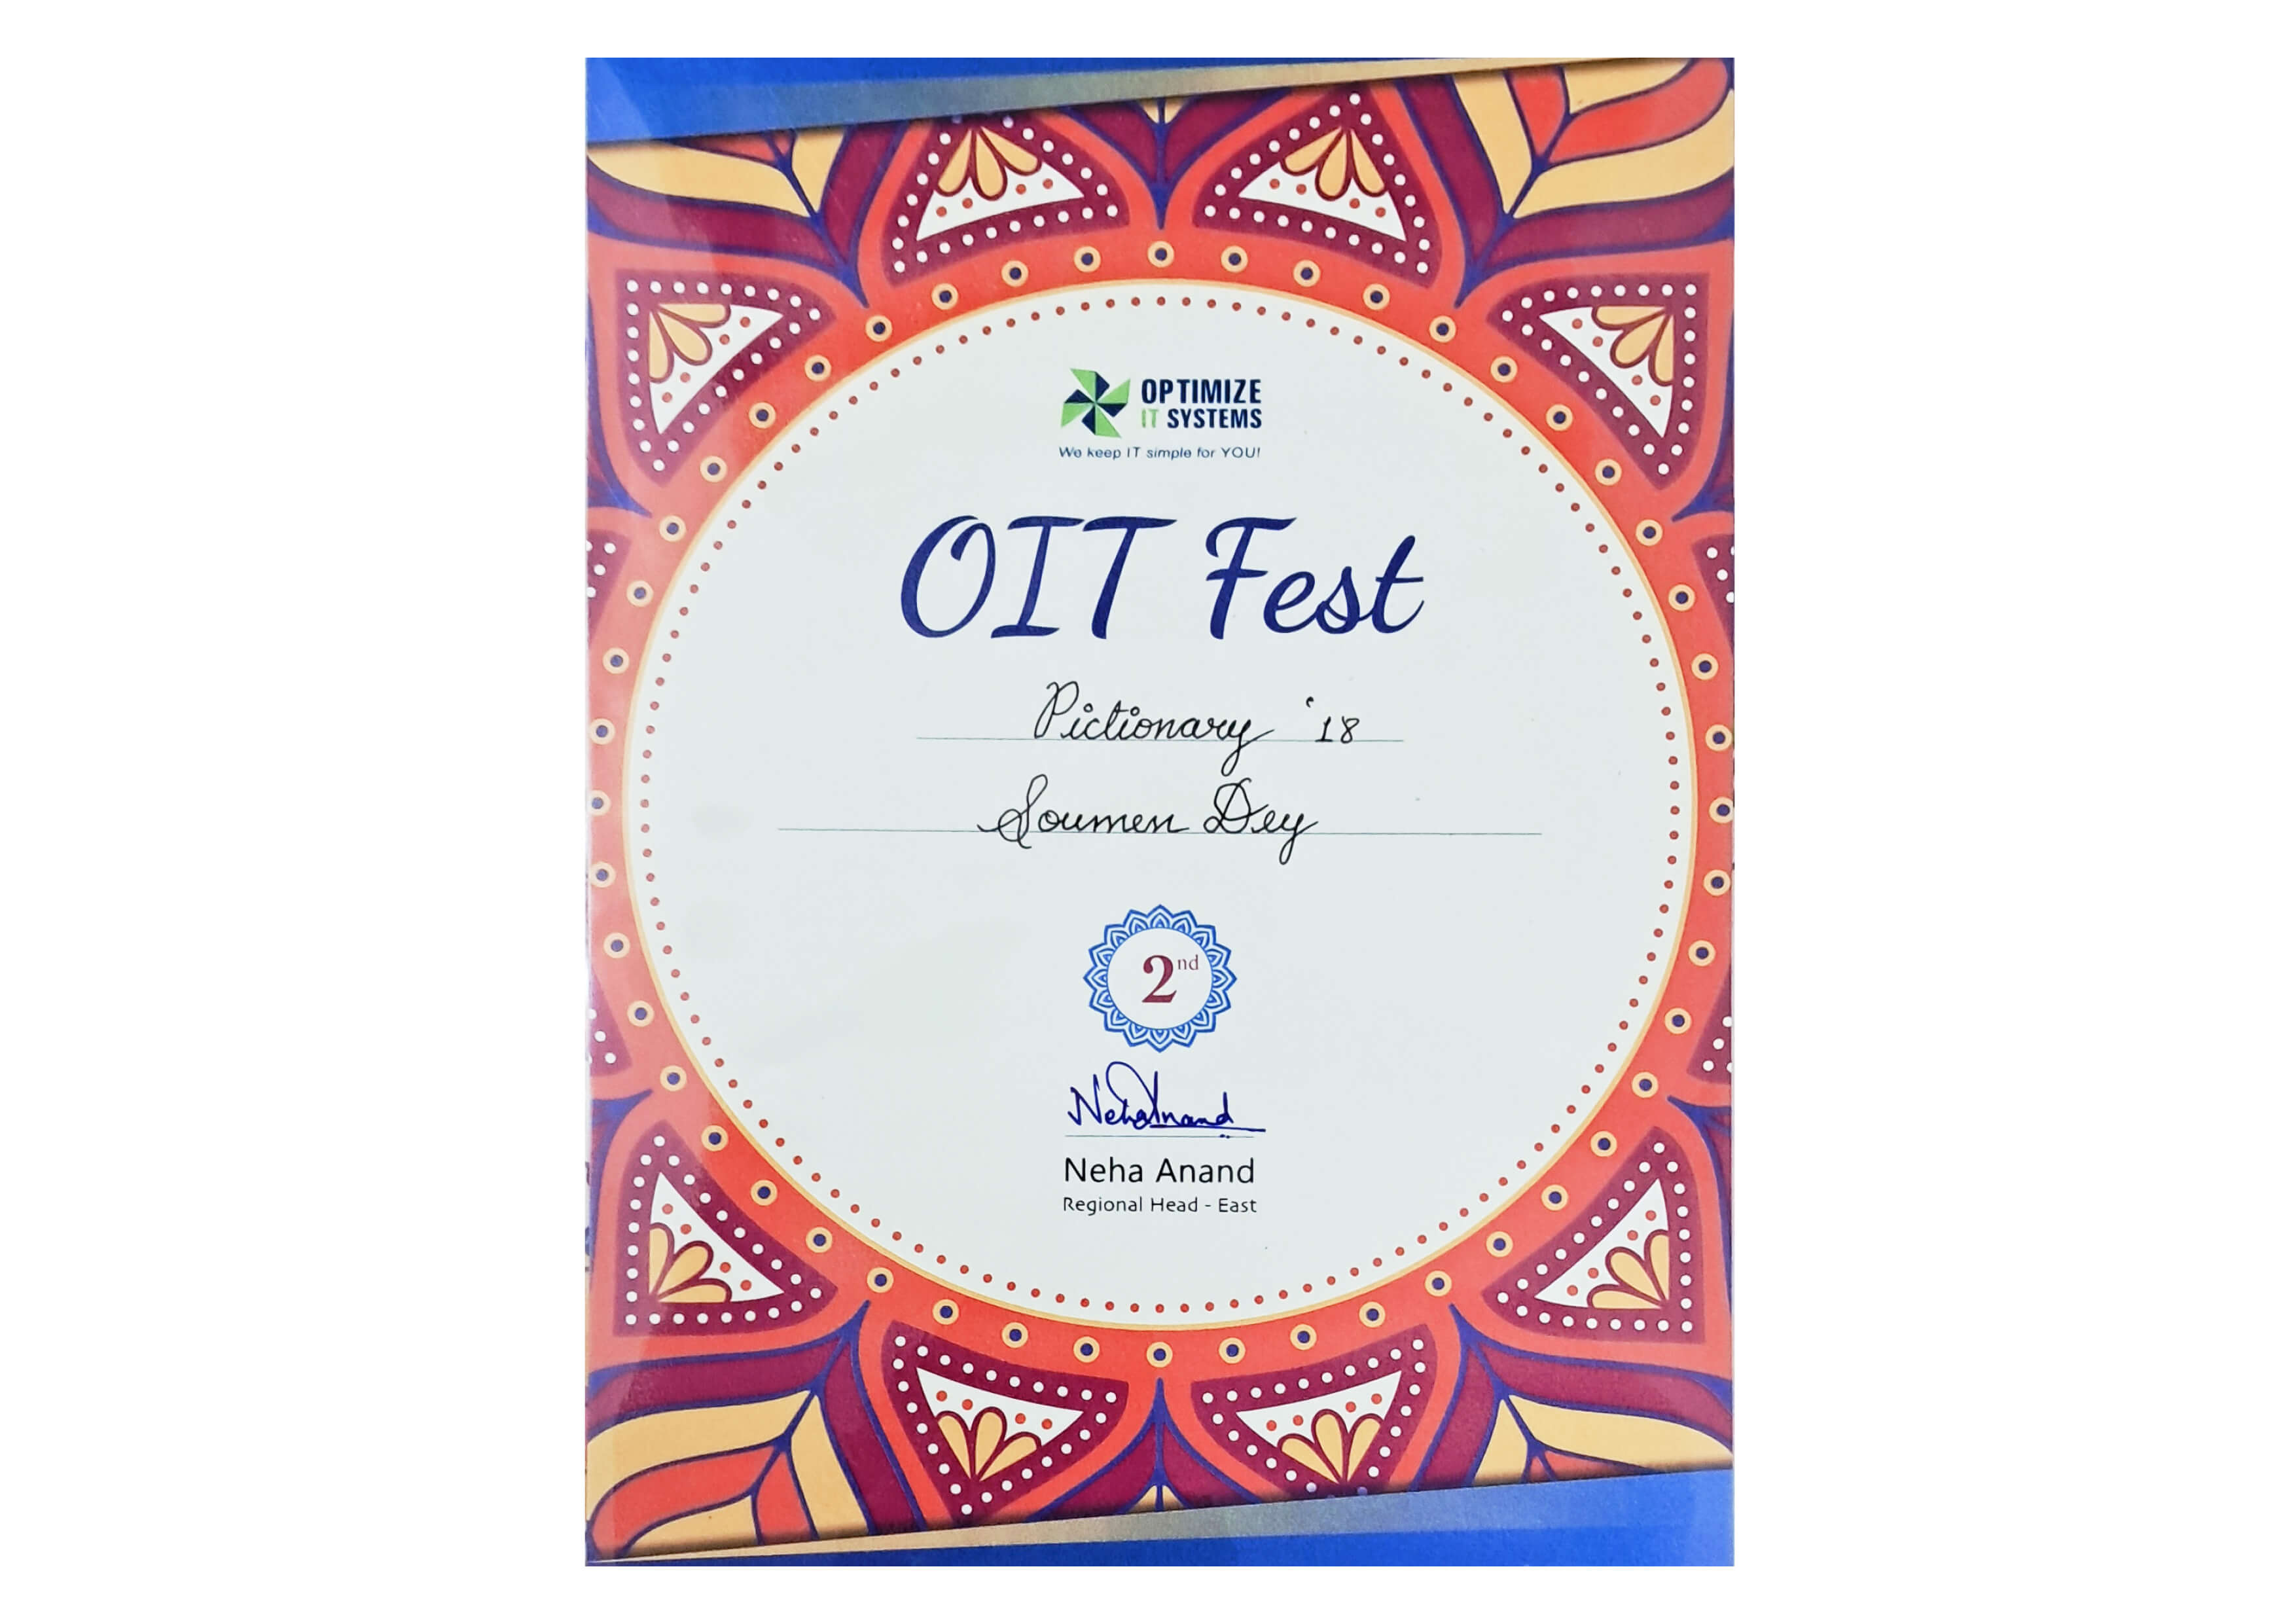 OPTIMIZE
IT SYSTEMS
We keep IT simple for YOU!
OIT Fest
Pictionary '18
Soumen Dey
2nd
Neha Anand
Neha Anand
Regional Head - East